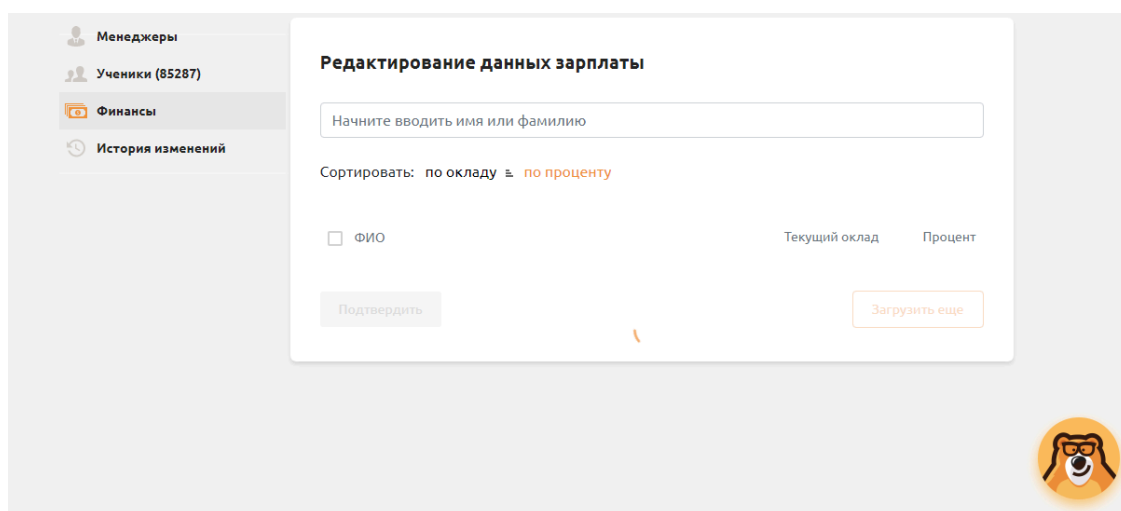 Менеджеры
Ученики (85287)
Финансы
История изменений
Редактирование данных зарплаты
Начните вводить имя или фамилию
Сортировать: по окладу по проценту
ФИО Текущий оклад Процент
Подтвердить Загрузить еще